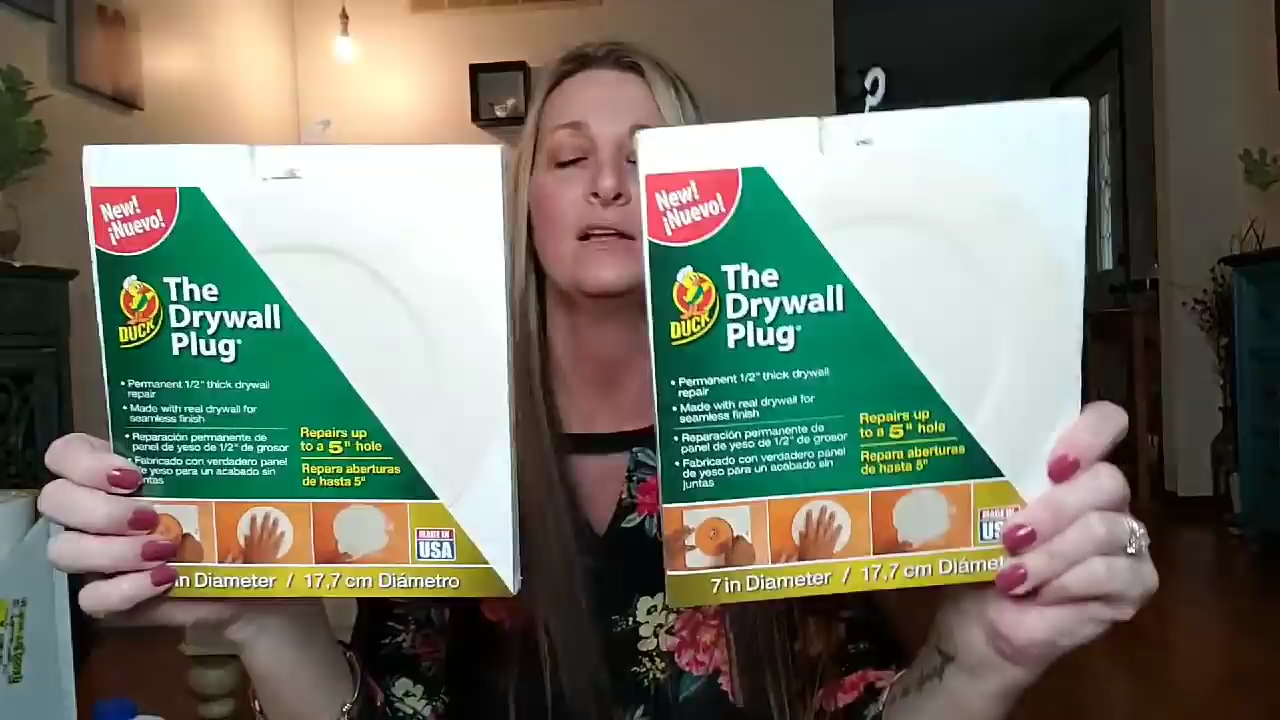 New!
¡Nuevo!
DUCK
The
Drywall
Plug
• Permanent 1/2" thick drywall
repair
• Made with real drywall for
seamless finish
• Reparación permanente de
panel de yeso de 1/2" de grosor
• Fabricado con verdadero panel
de yeso para un acabado sin
juntas
Repairs up
to a 5" hole
Repara aberturas
de hasta 5"
MADE IN
USA
in Diameter / 17,7 cm Diámetro
New!
¡Nuevo!
DUCK
The
Drywall
Plug
• Permanent 1/2" thick drywall
repair
• Made with real drywall for
seamless finish
• Reparación permanente de
panel de yeso de 1/2" de grosor
• Fabricado con verdadero panel
de yeso para un acabado sin
juntas
Repairs up
to a 5" hole
Repara aberturas
de hasta 5"
MADE IN
US
7 in Diameter / 17,7 cm Diámet